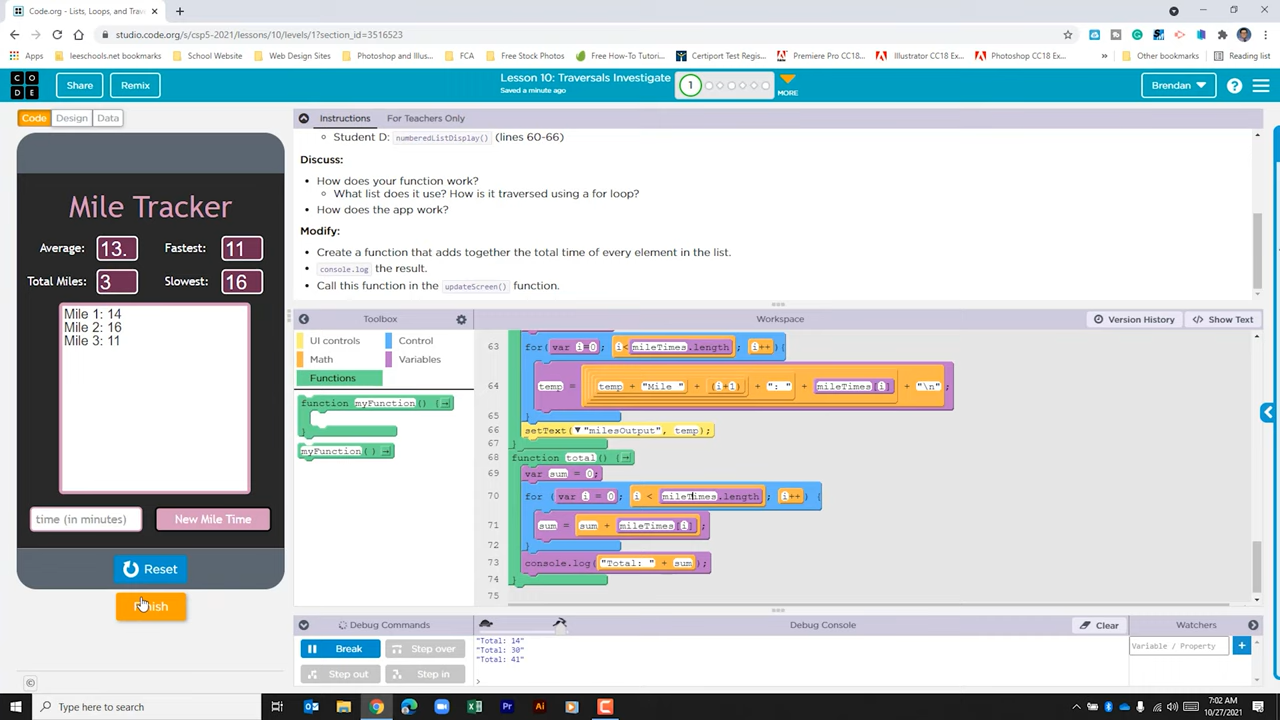 Code.org - Lists, Loops, and Trav
studio.code.org/s/csp5-2021/lessons/10/levels/1?section_id=3516523
Apps
leeschools.net bookmarks
School Website
Web Design Sites
Photoshop and Illus...
FCA
Free Stock Photos
Free How-To Tutori...
Certiport Test Regis...
Premiere Pro CC18...
Illustrator CC18 Ex...
Photoshop CC18 Ex...
»
Other bookmarks
Reading list
C O
D E
Share
Remix
Lesson 10: Traversals Investigate
Saved a minute ago
1
MORE
Brendan
?
Code
Design
Data
Instructions
For Teachers Only
Student D: numberedListDisplay() (lines 60-66)
Discuss:
How does your function work?
What list does it use? How is it traversed using a for loop?
How does the app work?
Modify:
Create a function that adds together the total time of every element in the list.
console.log the result.
Call this function in the updateScreen() function.
Mile Tracker
Average: 13. Fastest: 11
Total Miles: 3 Slowest: 16
Mile 1: 14
Mile 2: 16
Mile 3: 11
time (in minutes)
New Mile Time
Reset
Toolbox
Workspace
Version History
Show Text
UI controls
Control
Math
Variables
Functions
function myFunction() {
}
myFunction()
63 for( var i=0; i<mileTimes.length; i++){
64 temp = temp + "Mile " + (i+1) + ": " + mileTimes[i] + "\n";
65 }
66 setText( "milesOutput", temp);
67 }
68 function total() {
69 var sum = 0;
70 for (var i = 0; i < mileTimes.length; i++) {
71 sum = sum + mileTimes[i];
72 }
73 console.log("Total: " + sum);
74 }
75
Debug Commands
Debug Console
Clear
Watchers
Break
Step over
Step out
Step in
"Total: 14"
"Total: 30"
"Total: 41"
>
Variable / Property
+
Type here to search
7:02 AM
10/27/2021